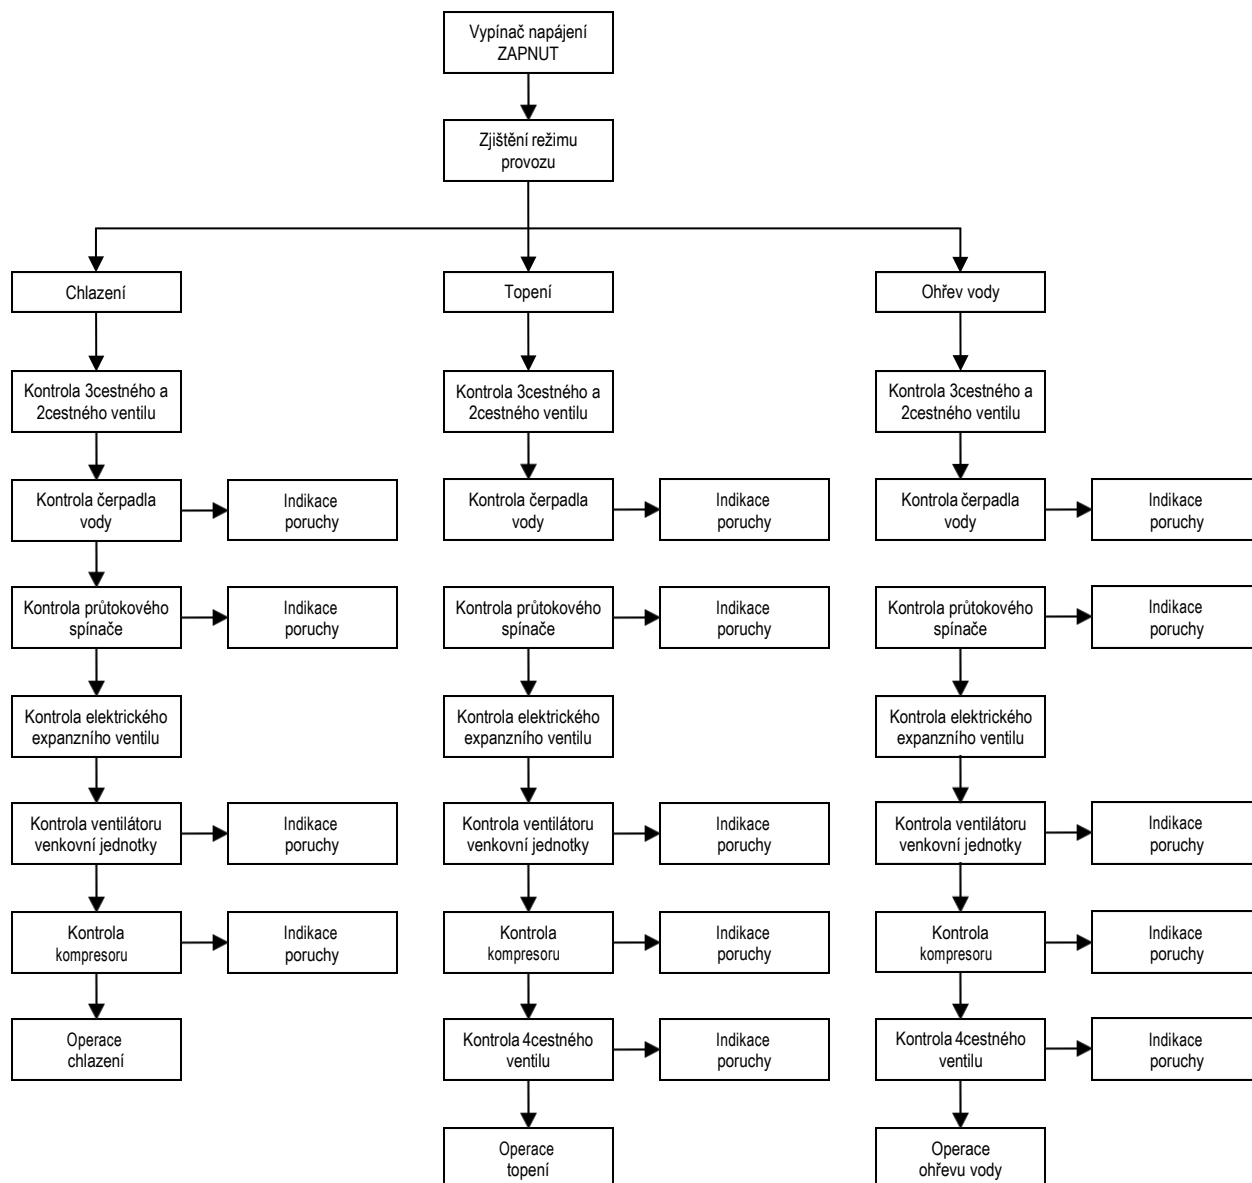 Vypínač napájení
ZAPNUT
Zjištění režimu
provozu
Chlazení
Topení
Ohřev vody
Kontrola 3cestného a
2cestného ventilu
Kontrola 3cestného a
2cestného ventilu
Kontrola 3cestného a
2cestného ventilu
Kontrola čerpadla
vody
Indikace
poruchy
Kontrola čerpadla
vody
Indikace
poruchy
Kontrola čerpadla
vody
Indikace
poruchy
Kontrola průtokového
spínače
Indikace
poruchy
Kontrola průtokového
spínače
Indikace
poruchy
Kontrola průtokového
spínače
Indikace
poruchy
Kontrola elektrického
expanzního ventilu
Kontrola elektrického
expanzního ventilu
Kontrola elektrického
expanzního ventilu
Kontrola ventilátoru
venkovní jednotky
Indikace
poruchy
Kontrola ventilátoru
venkovní jednotky
Indikace
poruchy
Kontrola ventilátoru
venkovní jednotky
Indikace
poruchy
Kontrola
kompresoru
Indikace
poruchy
Kontrola
kompresoru
Indikace
poruchy
Kontrola
kompresoru
Indikace
poruchy
Operace
chlazení
Kontrola 4cestného
ventilu
Indikace
poruchy
Kontrola 4cestného
ventilu
Indikace
poruchy
Operace
topení
Operace
ohřevu vody